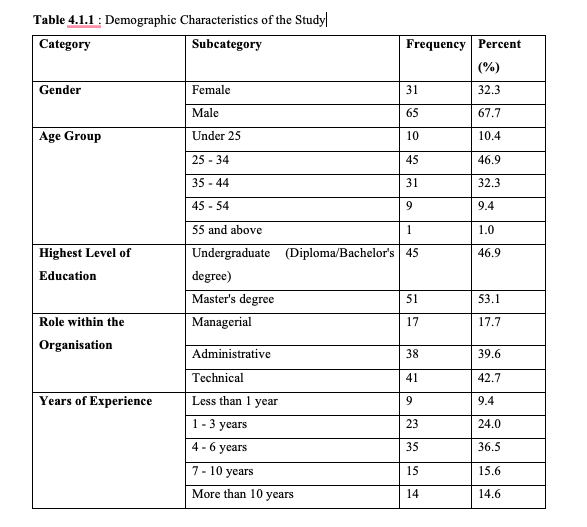 Table 4.1.1 : Demographic Characteristics of the Study
Category Subcategory Frequency Percent
(%)
Gender Female 31 32.3
Male 65 67.7
Age Group Under 25 10 10.4
25 - 34 45 46.9
35 - 44 31 32.3
45 - 54 9 9.4
55 and above 1 1.0
Highest Level of Undergraduate (Diploma/Bachelor's 45 46.9
Education degree)
Master's degree 51 53.1
Role within the Managerial 17 17.7
Organisation
Administrative 38 39.6
Technical 41 42.7
Years of Experience Less than 1 year 9 9.4
1 - 3 years 23 24.0
4 - 6 years 35 36.5
7 - 10 years 15 15.6
More than 10 years 14 14.6